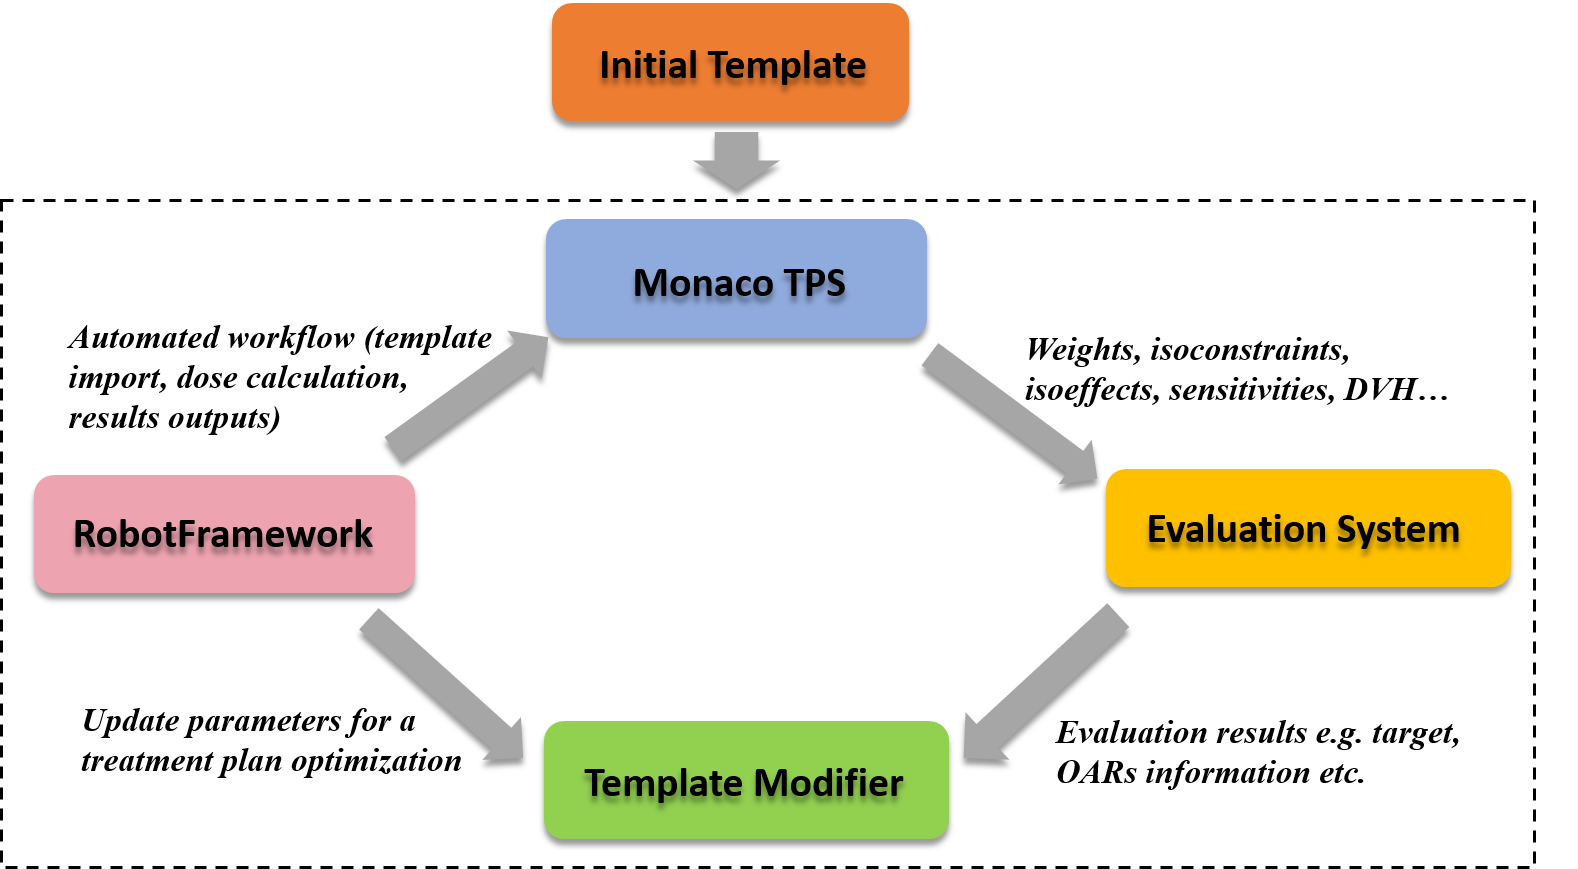 Initial Template
Monaco TPS
Automated workflow (template
import, dose calculation,
results outputs)
Weights, isoconstraints,
isoeffects, sensitivities, DVH…
RobotFramework
Evaluation System
Update parameters for a
treatment plan optimization
Evaluation results e.g. target,
OARs information etc.
Template Modifier